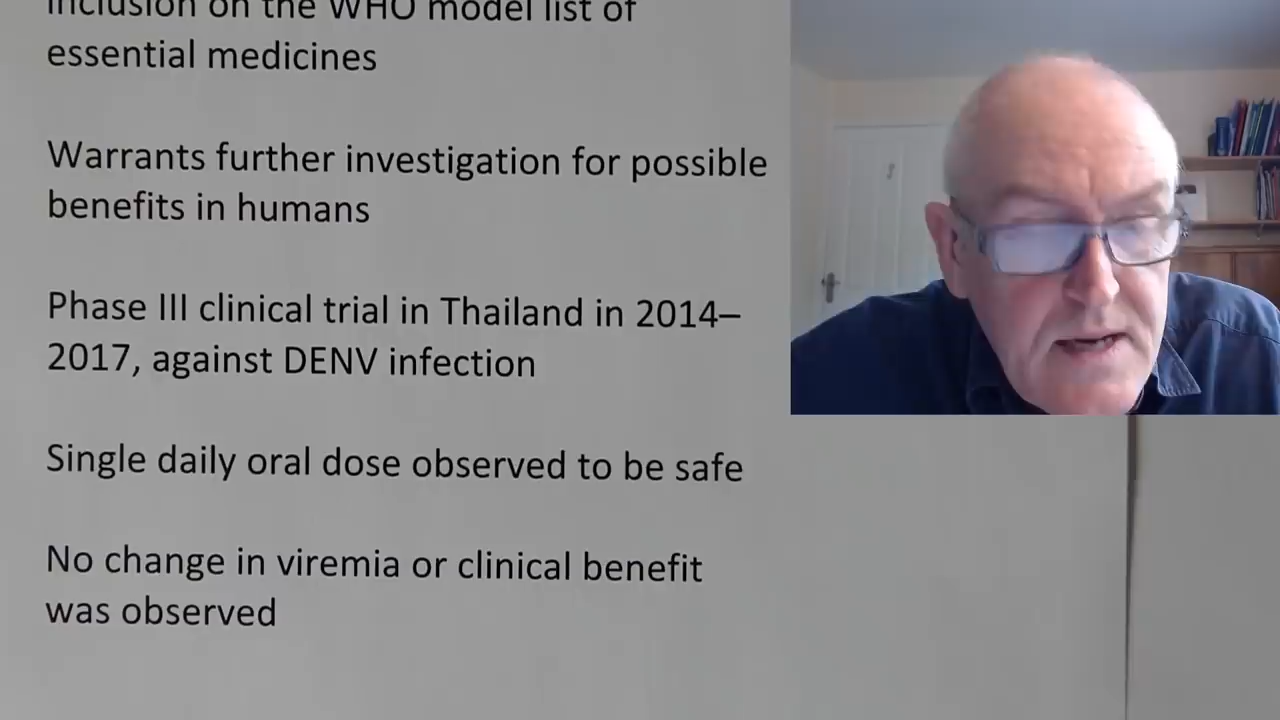 inclusion on the WHO model list of
essential medicines
Warrants further investigation for possible
benefits in humans
Phase III clinical trial in Thailand in 2014–
2017, against DENV infection
Single daily oral dose observed to be safe
No change in viremia or clinical benefit
was observed